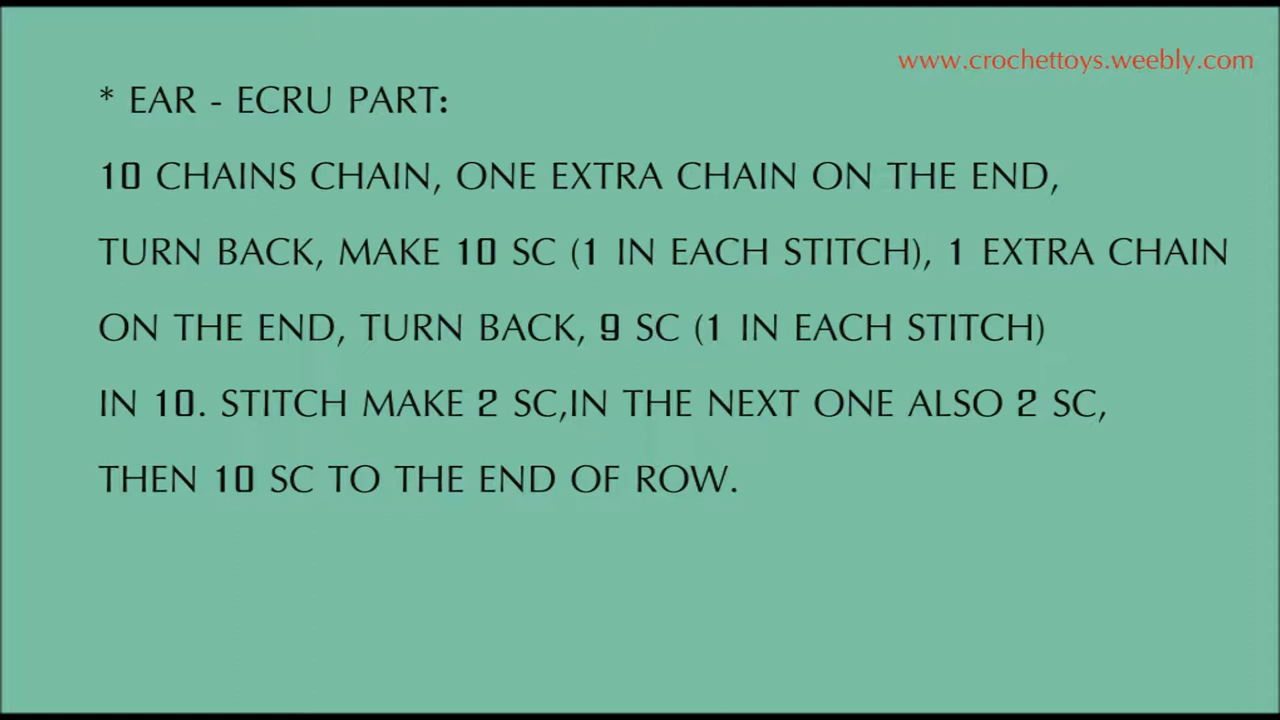 www.crochettoys.weebly.com
* EAR - ECRU PART:
10 CHAINS CHAIN, ONE EXTRA CHAIN ON THE END,
TURN BACK, MAKE 10 SC (1 IN EACH STITCH), 1 EXTRA CHAIN
ON THE END, TURN BACK, 9 SC (1 IN EACH STITCH)
IN 10. STITCH MAKE 2 SC,IN THE NEXT ONE ALSO 2 SC,
THEN 10 SC TO THE END OF ROW.